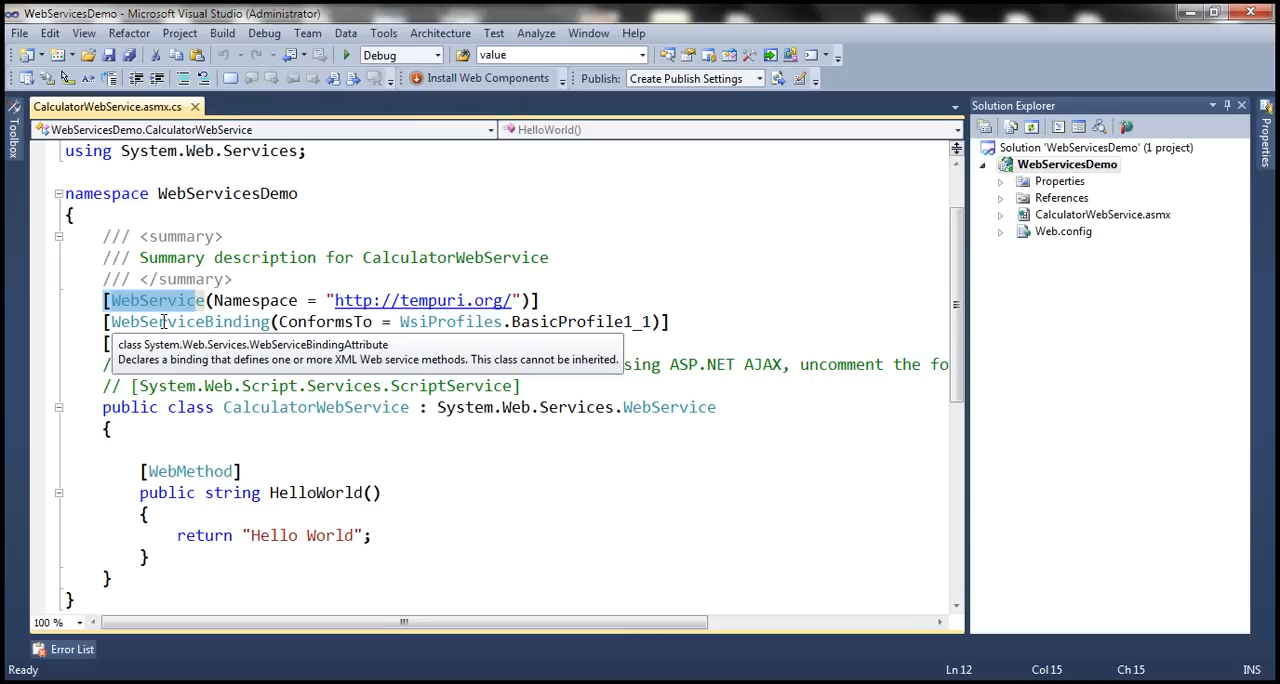 WebServicesDemo - Microsoft Visual Studio (Administrator)
File Edit View Refactor Project Build Debug Team Data Tools Architecture Test Analyze Window Help
Debug value
Install Web Components Publish: Create Publish Settings
Toolbox
CalculatorWebService.asmx.cs
WebServicesDemo.CalculatorWebService HelloWorld()
using System.Web.Services;
namespace WebServicesDemo
{
/// <summary>
/// Summary description for CalculatorWebService
/// </summary>
[WebService(Namespace = "http://tempuri.org/")]
[WebServiceBinding(ConformsTo = WsiProfiles.BasicProfile1_1)]
[
class System.Web.Services.WebServiceBindingAttribute
Declares a binding that defines one or more XML Web service methods. This class cannot be inherited.
/ sing ASP.NET AJAX, uncomment the fo
// [System.Web.Script.Services.ScriptService]
public class CalculatorWebService : System.Web.Services.WebService
{
[WebMethod]
public string HelloWorld()
{
return "Hello World";
}
}
}
100 %
Solution Explorer
Solution 'WebServicesDemo' (1 project)
WebServicesDemo
Properties
References
CalculatorWebService.asmx
Web.config
Properties
Error List
Ready Ln 12 Col 15 Ch 15 INS